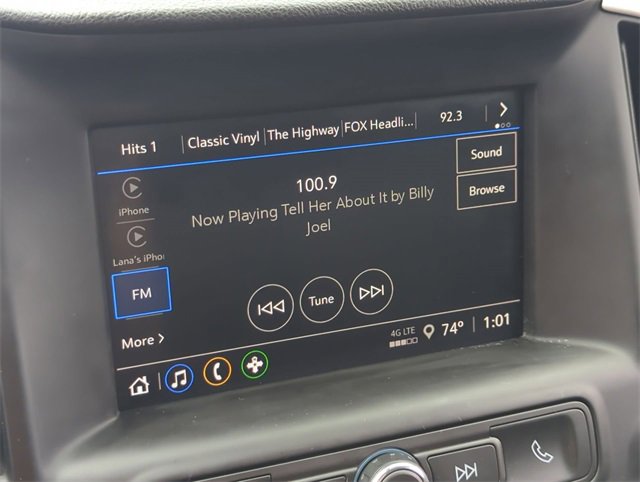 Hits 1 Classic Vinyl The Highway FOX Headli... 92.3
Sound
Browse
iPhone
Lana's iPho
FM
More
100.9
Now Playing Tell Her About It by Billy
Joel
Tune
4G LTE 74° 1:01